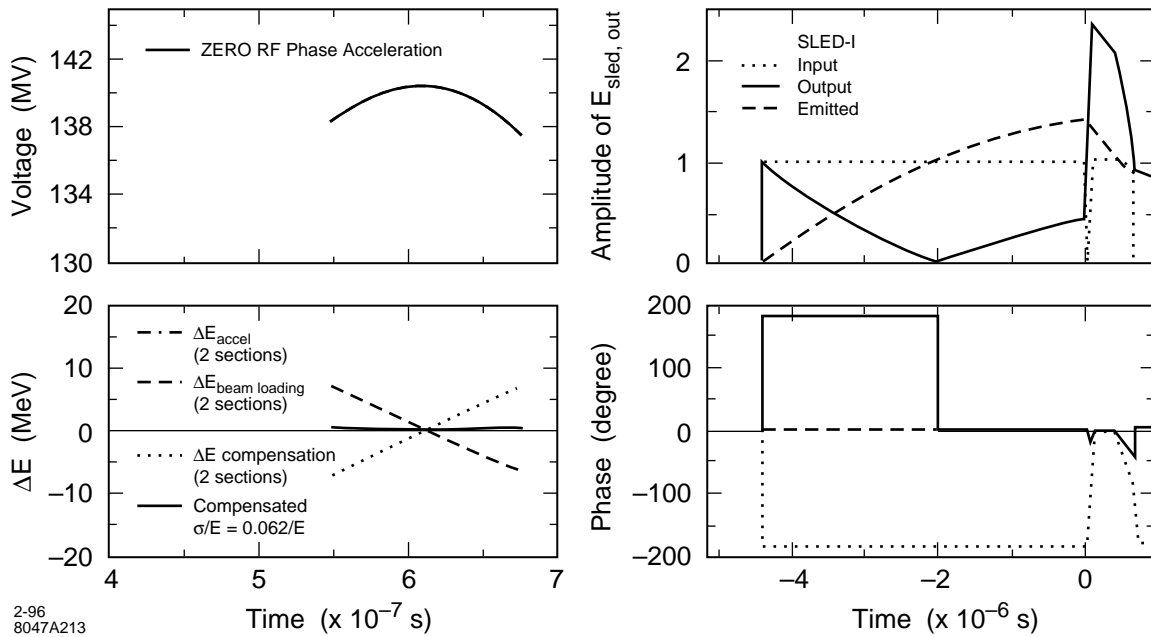 142
138
134
130
Voltage (MV)
ZERO RF Phase Acceleration
2
1
0
Amplitude of E_sled, out
SLED-I
Input
Output
Emitted
20
10
0
–10
–20
ΔE (MeV)
ΔE_accel
(2 sections)
ΔE_beam loading
(2 sections)
ΔE compensation
(2 sections)
Compensated
σ/E = 0.062/E
4
5
6
7
Time (x 10⁻⁷ s)
200
100
0
–100
–200
Phase (degree)
–4
–2
0
Time (x 10⁻⁶ s)
2-96
8047A213